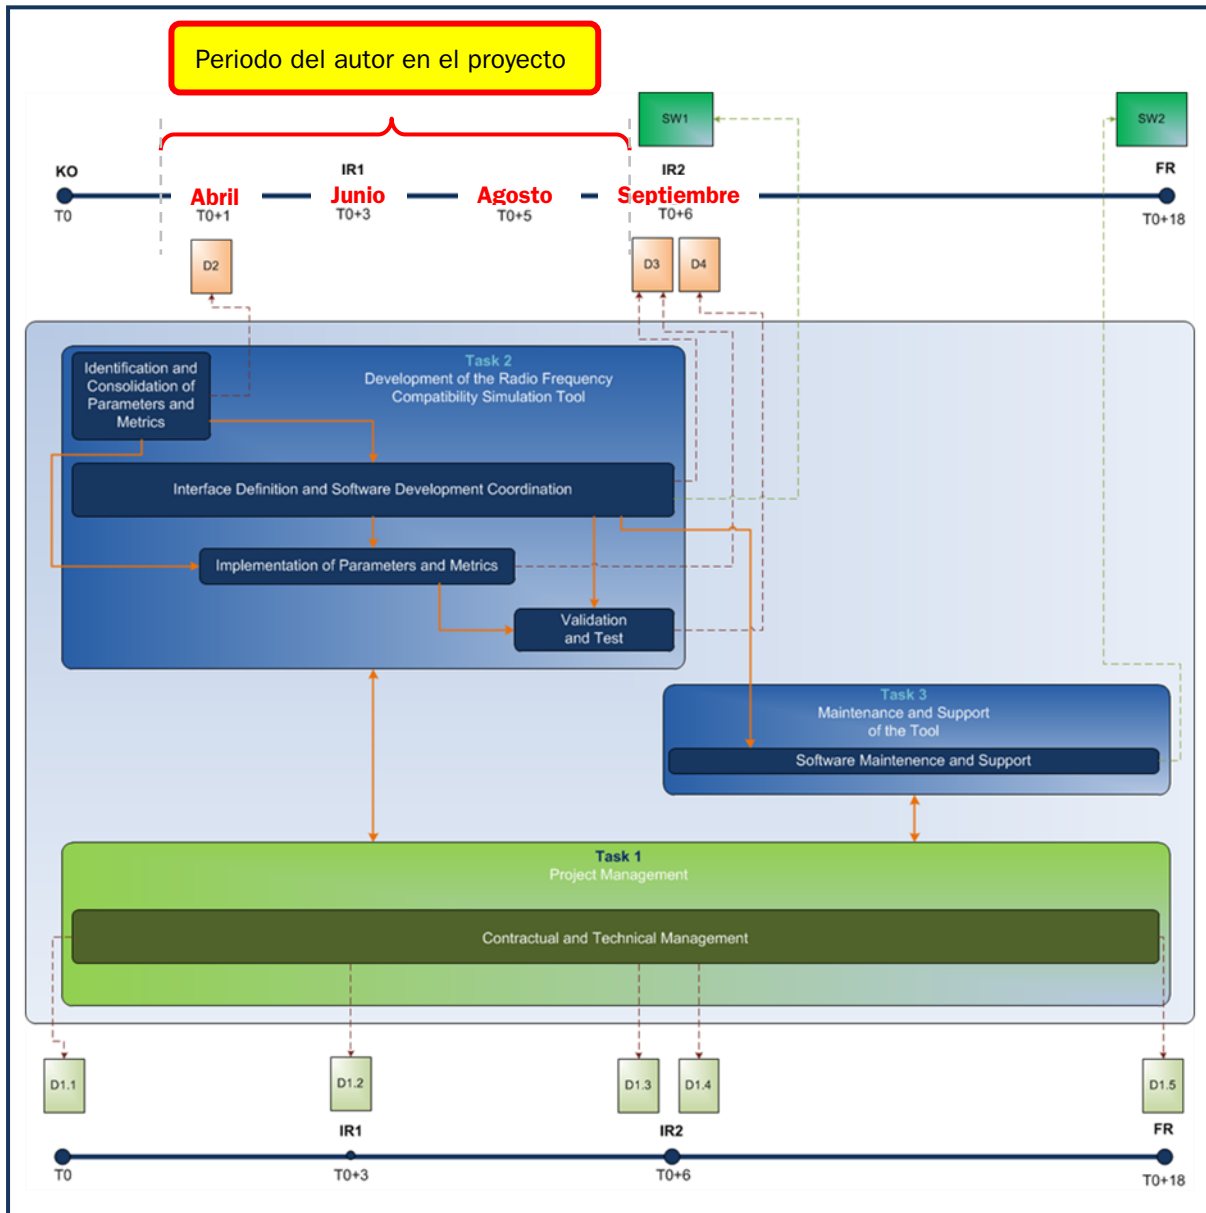 Periodo del autor en el proyecto
SW1
SW2
KO
IR1
IR2
FR
Abril
Junio
Agosto
Septiembre
T0
T0+1
T0+3
T0+5
T0+6
T0+18
D2
D3
D4
Identification and
Consolidation of
Parameters and
Metrics
Task 2
Development of the Radio Frequency
Compatibility Simulation Tool
Interface Definition and Software Development Coordination
Implementation of Parameters and Metrics
Validation
and Test
Task 3
Maintenance and Support
of the Tool
Software Maintenence and Support
Task 1
Project Management
Contractual and Technical Management
D1.1
D1.2
D1.3
D1.4
D1.5
IR1
IR2
FR
T0
T0+3
T0+6
T0+18